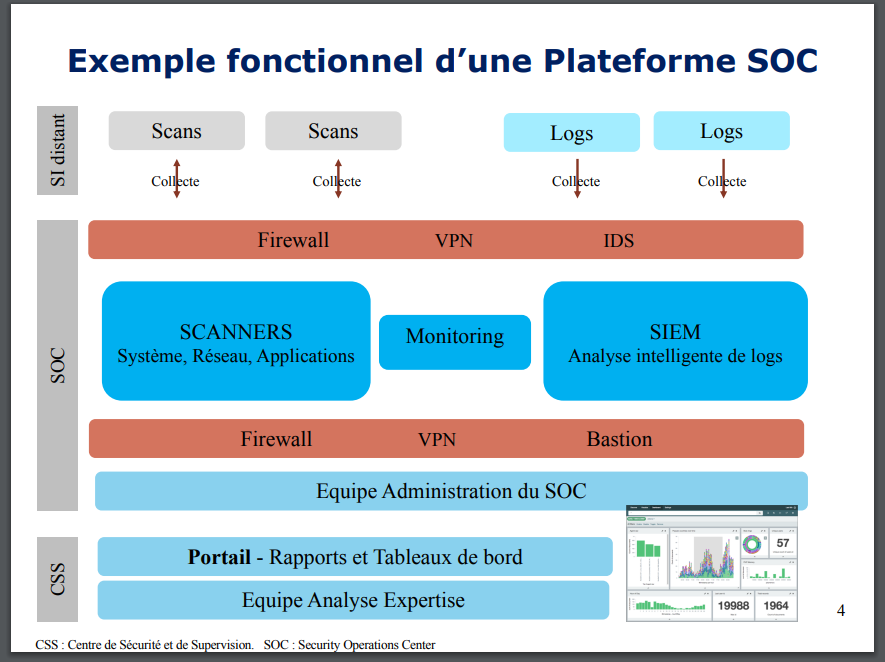 Exemple fonctionnel d’une Plateforme SOC
SI distant
Scans
Scans
Logs
Logs
Collecte
Collecte
Collecte
Collecte
SOC
Firewall VPN IDS
SCANNERS
Système, Réseau, Applications
Monitoring
SIEM
Analyse intelligente de logs
Firewall VPN Bastion
Equipe Administration du SOC
CSS
Portail - Rapports et Tableaux de bord
Equipe Analyse Expertise
57
19988
1964
4
CSS : Centre de Sécurité et de Supervision. SOC : Security Operations Center